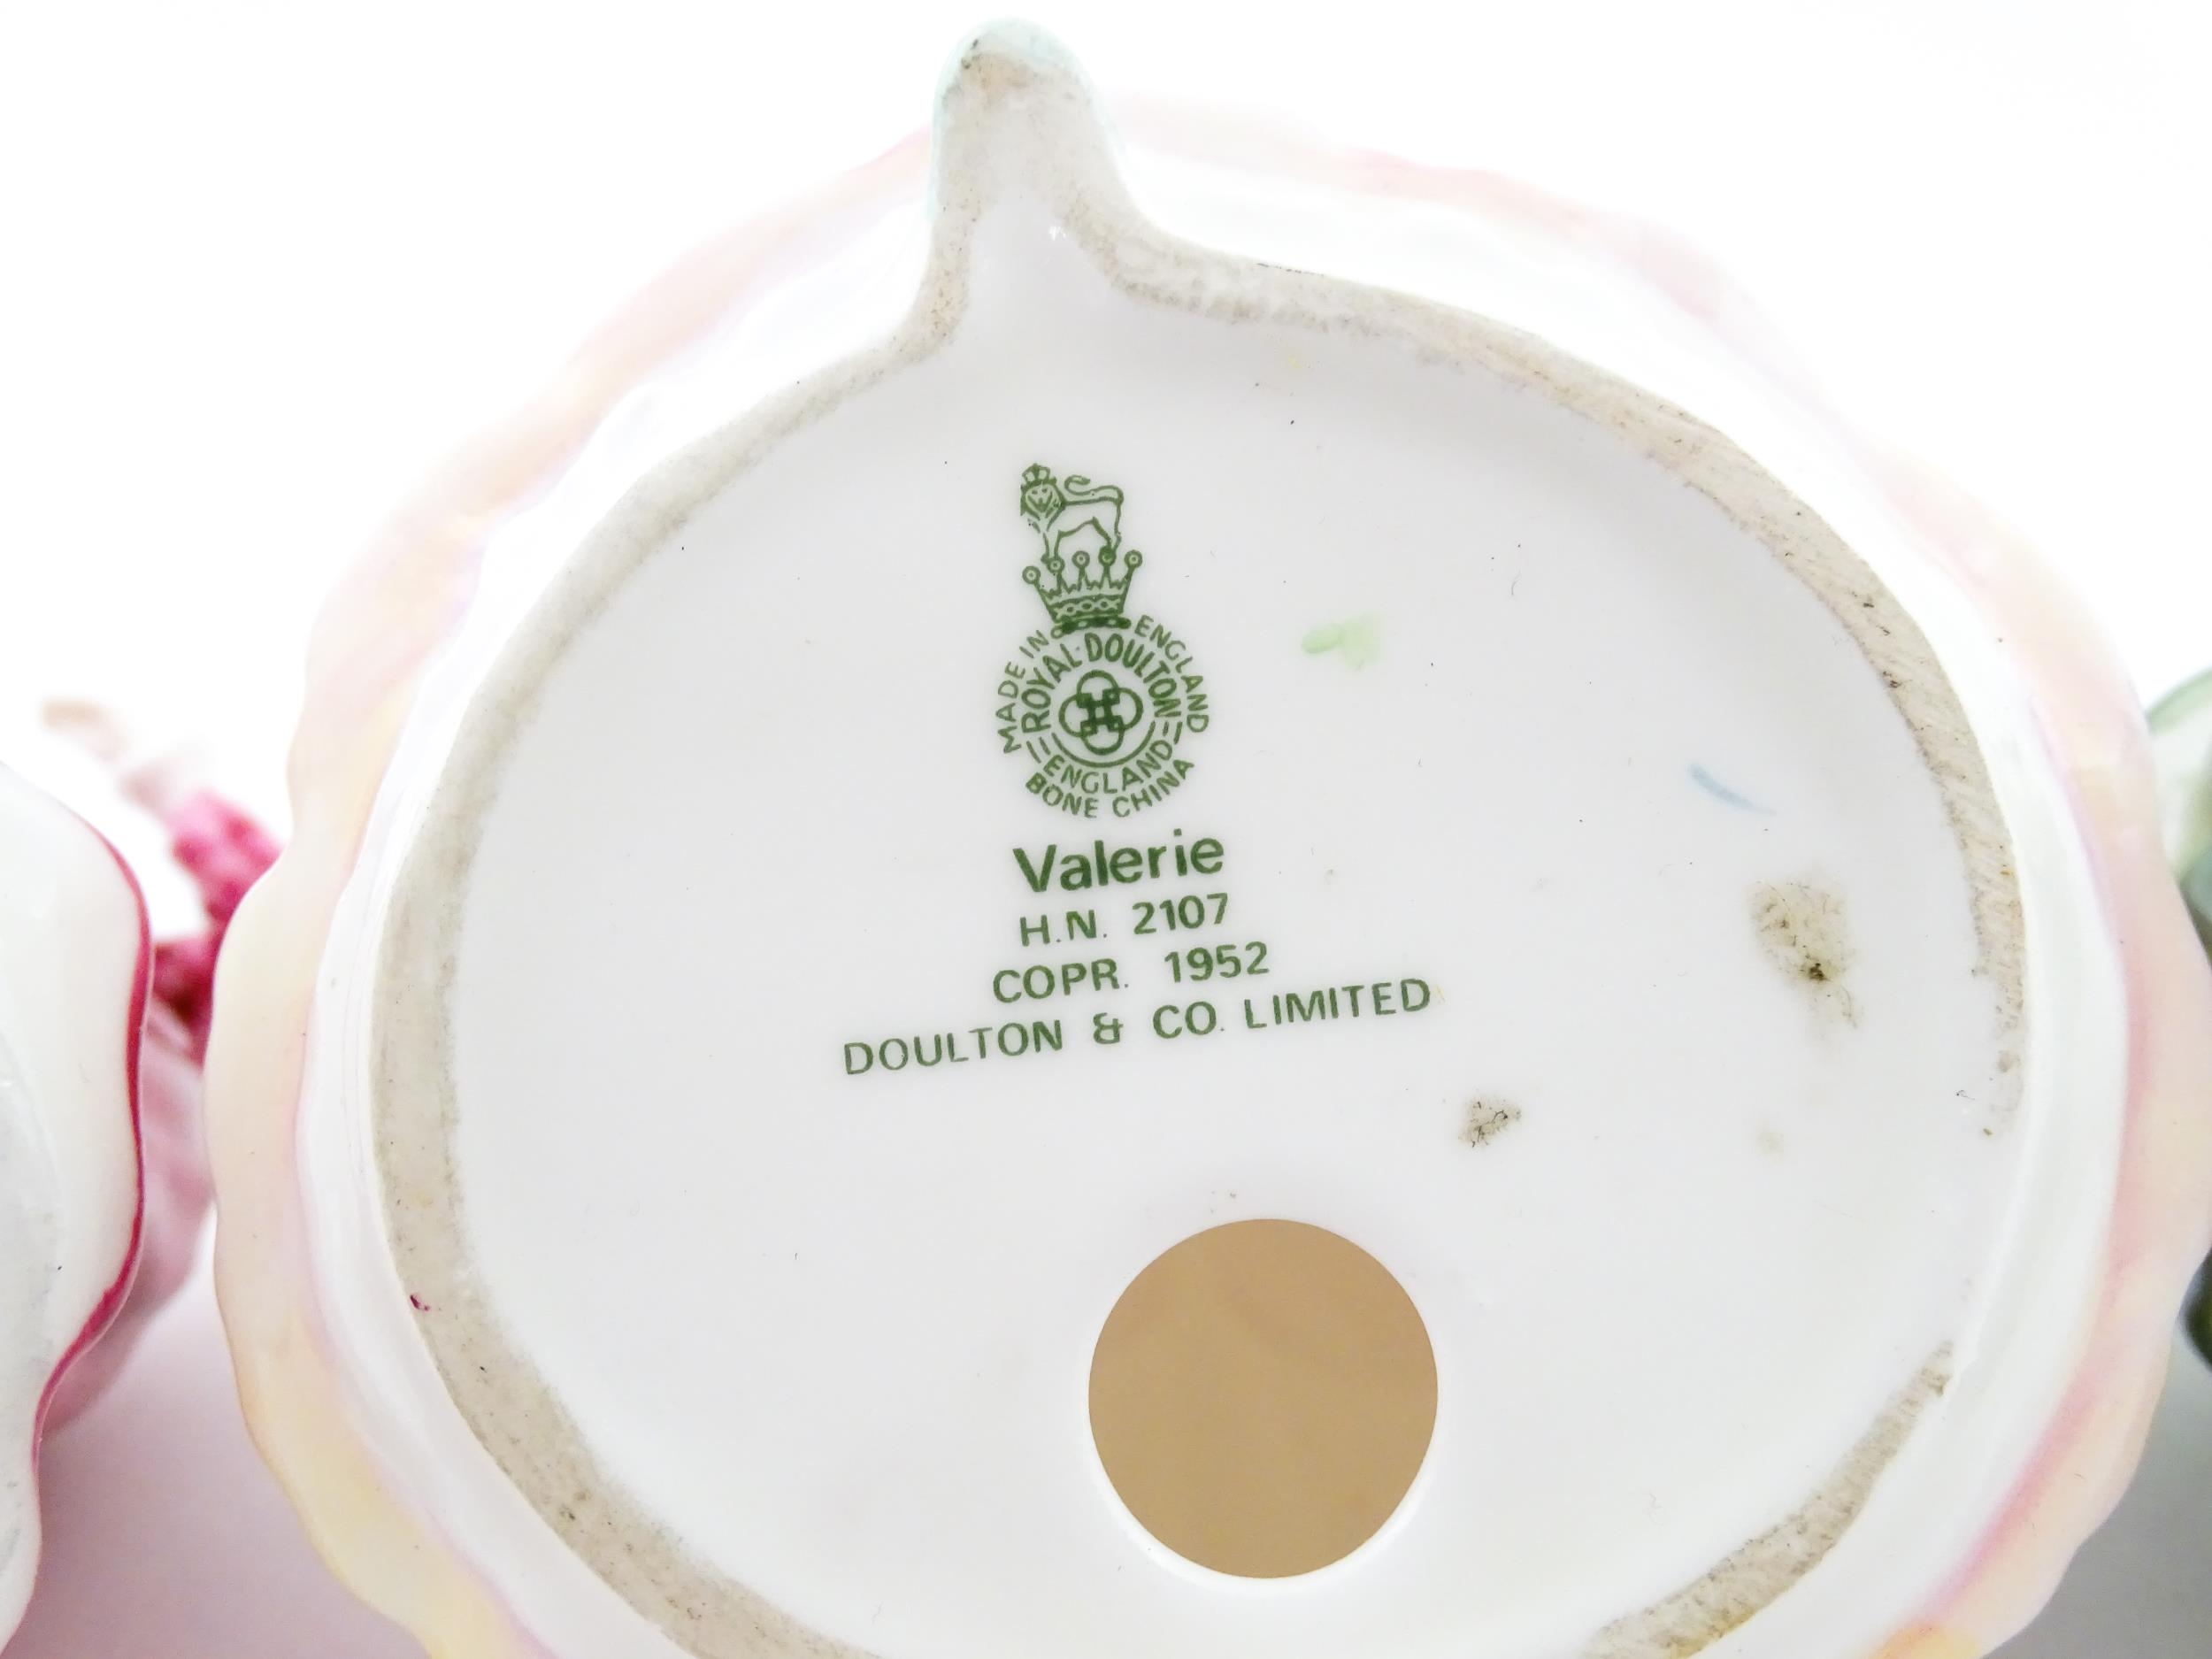 MADE IN ENGLAND
ROYAL·DOULTON
ENGLAND
BONE CHINA
Valerie
H.N. 2107
COPR. 1952
DOULTON & CO. LIMITED